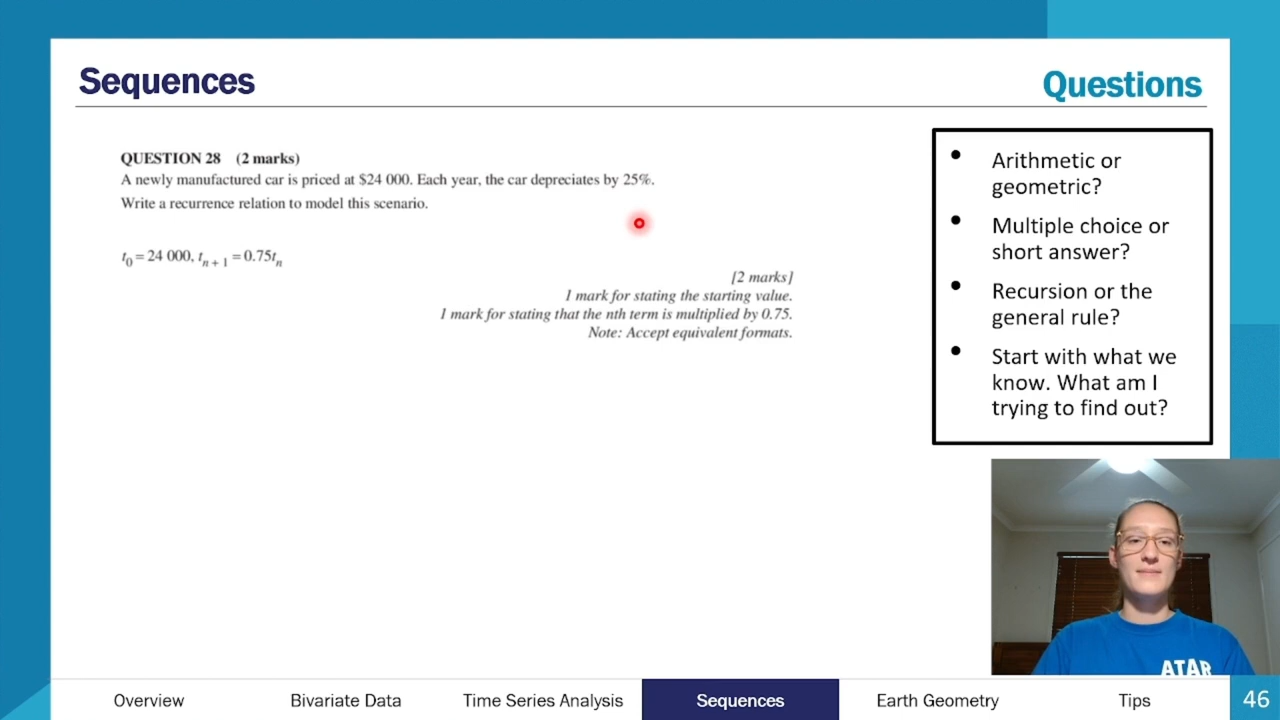 Sequences
Questions
QUESTION 28 (2 marks)
A newly manufactured car is priced at $24 000. Each year, the car depreciates by 25%.
Write a recurrence relation to model this scenario.
t0 = 24 000, tn + 1 = 0.75tn
[2 marks]
1 mark for stating the starting value.
1 mark for stating that the nth term is multiplied by 0.75.
Note: Accept equivalent formats.
• Arithmetic or
geometric?
• Multiple choice or
short answer?
• Recursion or the
general rule?
• Start with what we
know. What am I
trying to find out?
ATAR
Overview
Bivariate Data
Time Series Analysis
Sequences
Earth Geometry
Tips
46